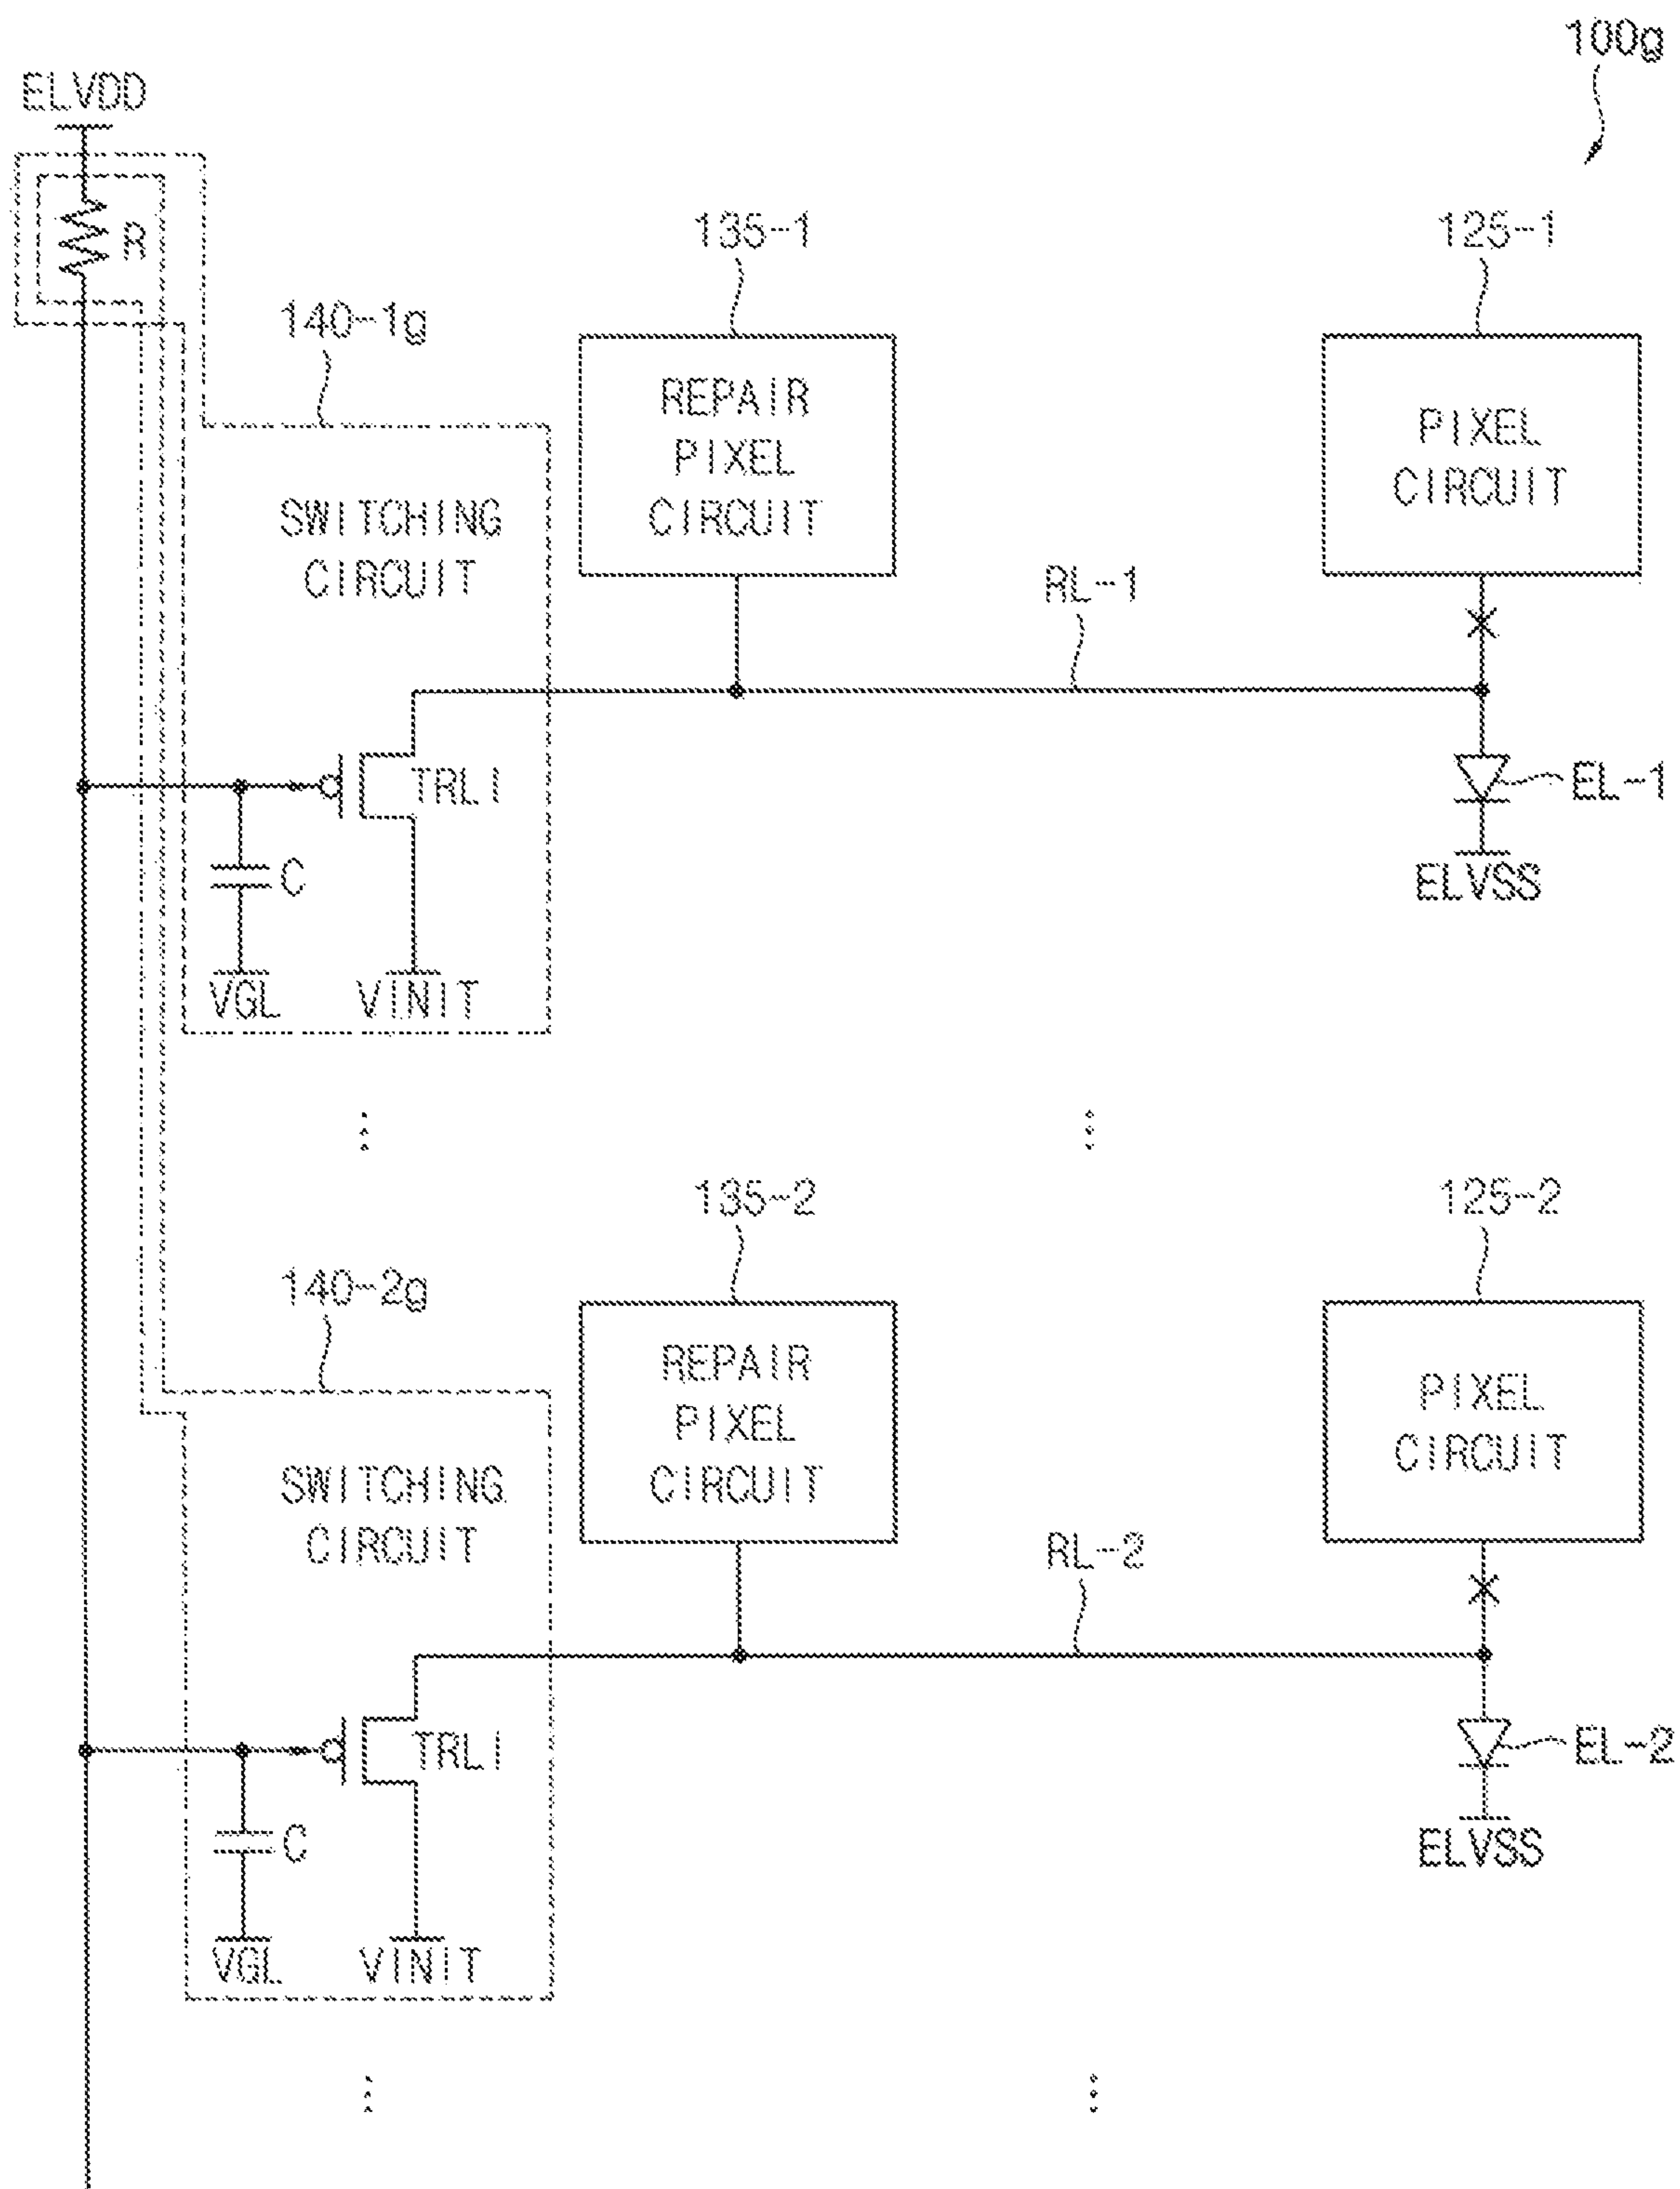 100g
ELVDD
R
135-1
125-1
140-1g
REPAIR
PIXEL
CIRCUIT
PIXEL
CIRCUIT
SWITCHING
CIRCUIT
RL-1
TRLI
EL-1
C
ELVSS
VGL
VINIT
135-2
125-2
140-2g
REPAIR
PIXEL
CIRCUIT
PIXEL
CIRCUIT
SWITCHING
CIRCUIT
RL-2
TRLI
EL-2
C
ELVSS
VGL
VINIT